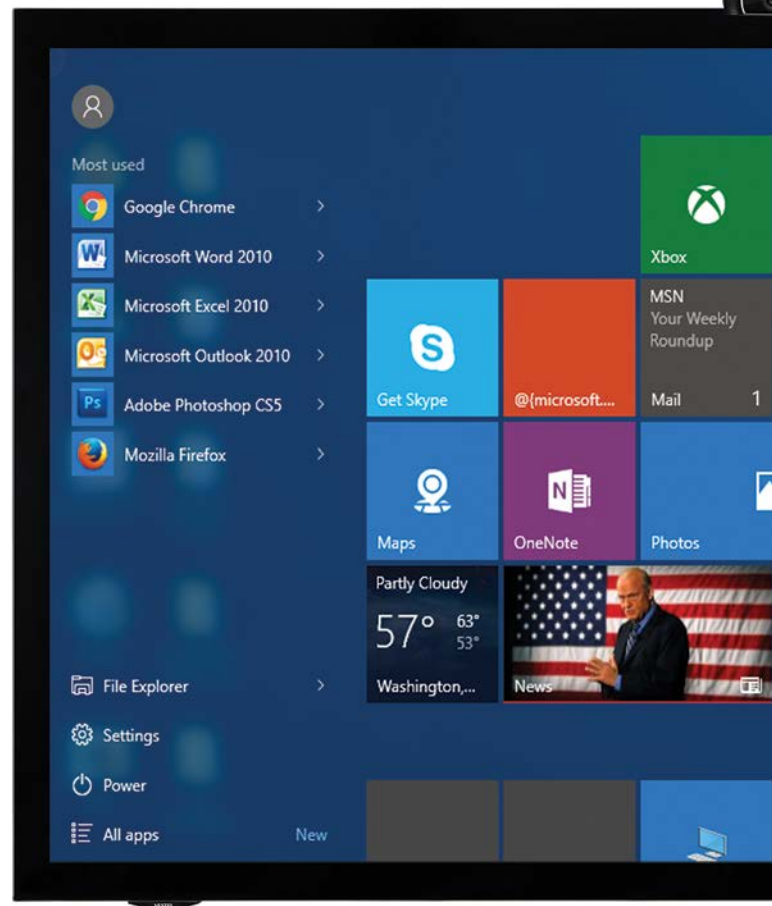 Most used
Google Chrome
Microsoft Word 2010
Microsoft Excel 2010
Microsoft Outlook 2010
Ps
Adobe Photoshop CS5
Mozilla Firefox
File Explorer
Settings
Power
All apps New
Xbox
MSN
Your Weekly
Roundup
Mail 1
S
Get Skype
@{microsoft....
Maps
N
OneNote
Photos
Partly Cloudy
57° 63°
53°
Washington,...
News